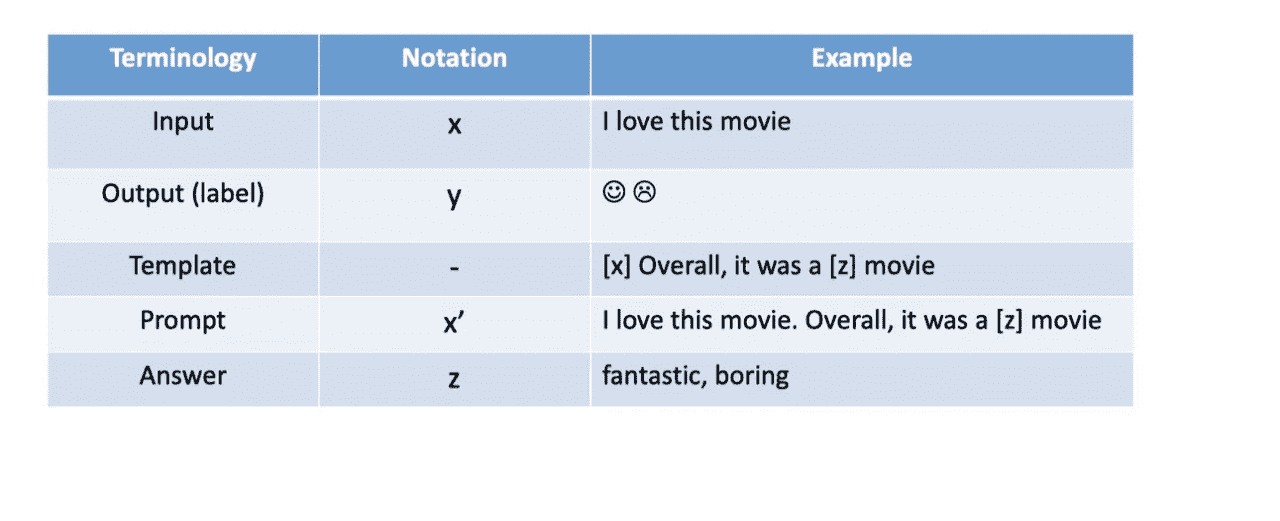 Terminology Notation Example
Input x I love this movie
Output (label) y ☺ ☹
Template - [x] Overall, it was a [z] movie
Prompt x’ I love this movie. Overall, it was a [z] movie
Answer z fantastic, boring